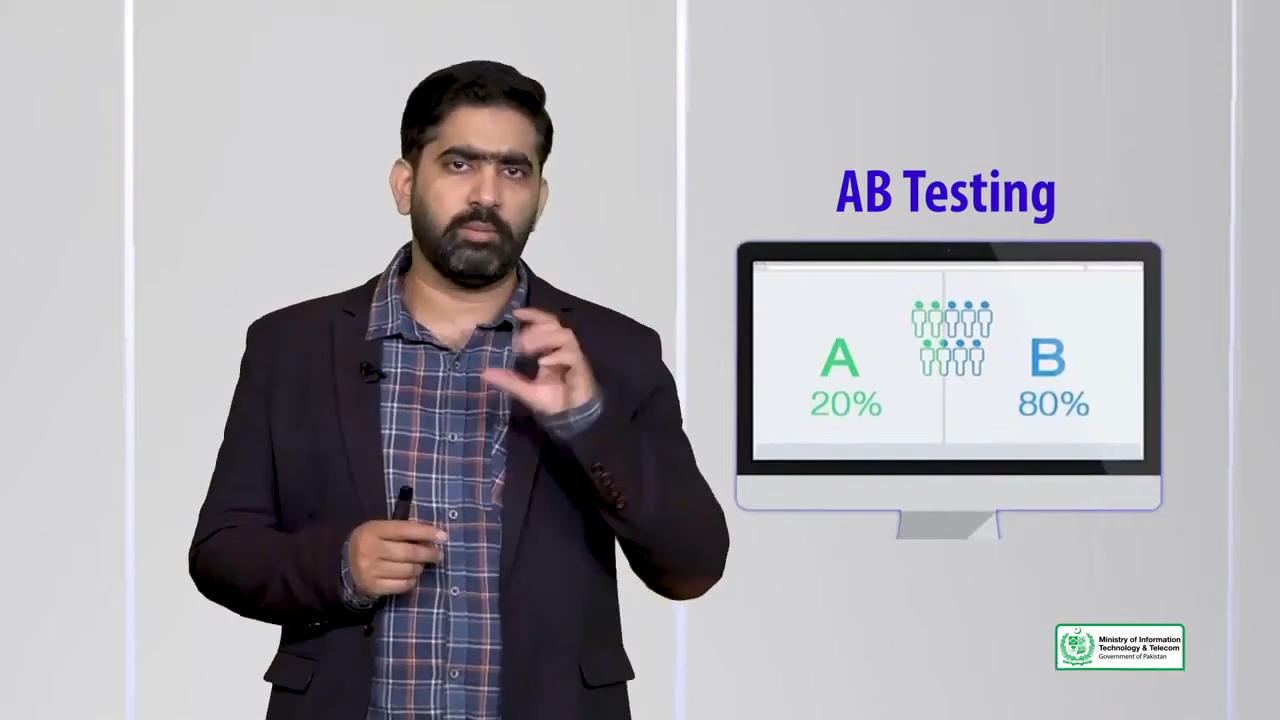 AB Testing
A
B
20%
80%
Ministry of Information
Technology & Telecom
Government of Pakistan